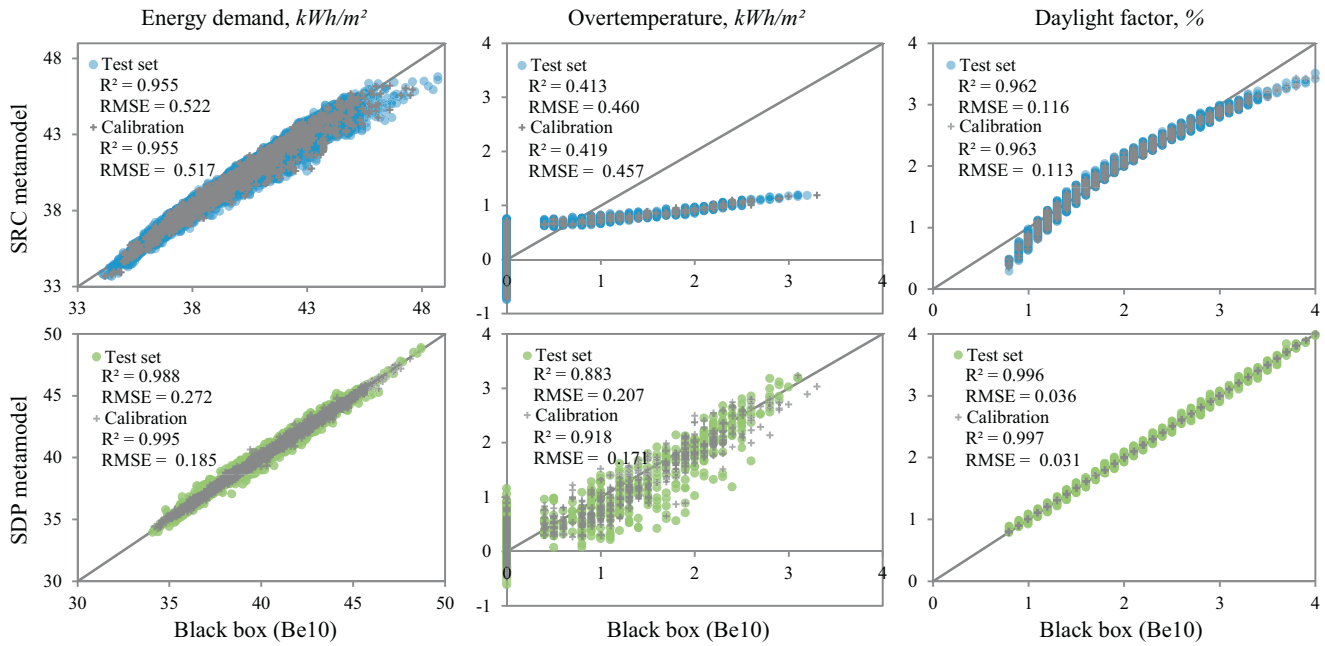 Energy demand, kWh/m²
Overtemperature, kWh/m²
Daylight factor, %
SRC metamodel
48
43
38
33
33
38
43
48
Test set
R² = 0.955
RMSE = 0.522
Calibration
R² = 0.955
RMSE = 0.517
4
3
2
1
0
-1
0
1
2
3
4
Test set
R² = 0.413
RMSE = 0.460
Calibration
R² = 0.419
RMSE = 0.457
4
3
2
1
0
0
1
2
3
4
Test set
R² = 0.962
RMSE = 0.116
Calibration
R² = 0.963
RMSE = 0.113
SDP metamodel
50
45
40
35
30
30
35
40
45
50
Test set
R² = 0.988
RMSE = 0.272
Calibration
R² = 0.995
RMSE = 0.185
Black box (Be10)
4
3
2
1
0
-1
0
1
2
3
4
Test set
R² = 0.883
RMSE = 0.207
Calibration
R² = 0.918
RMSE = 0.171
Black box (Be10)
4
3
2
1
0
0
1
2
3
4
Test set
R² = 0.996
RMSE = 0.036
Calibration
R² = 0.997
RMSE = 0.031
Black box (Be10)